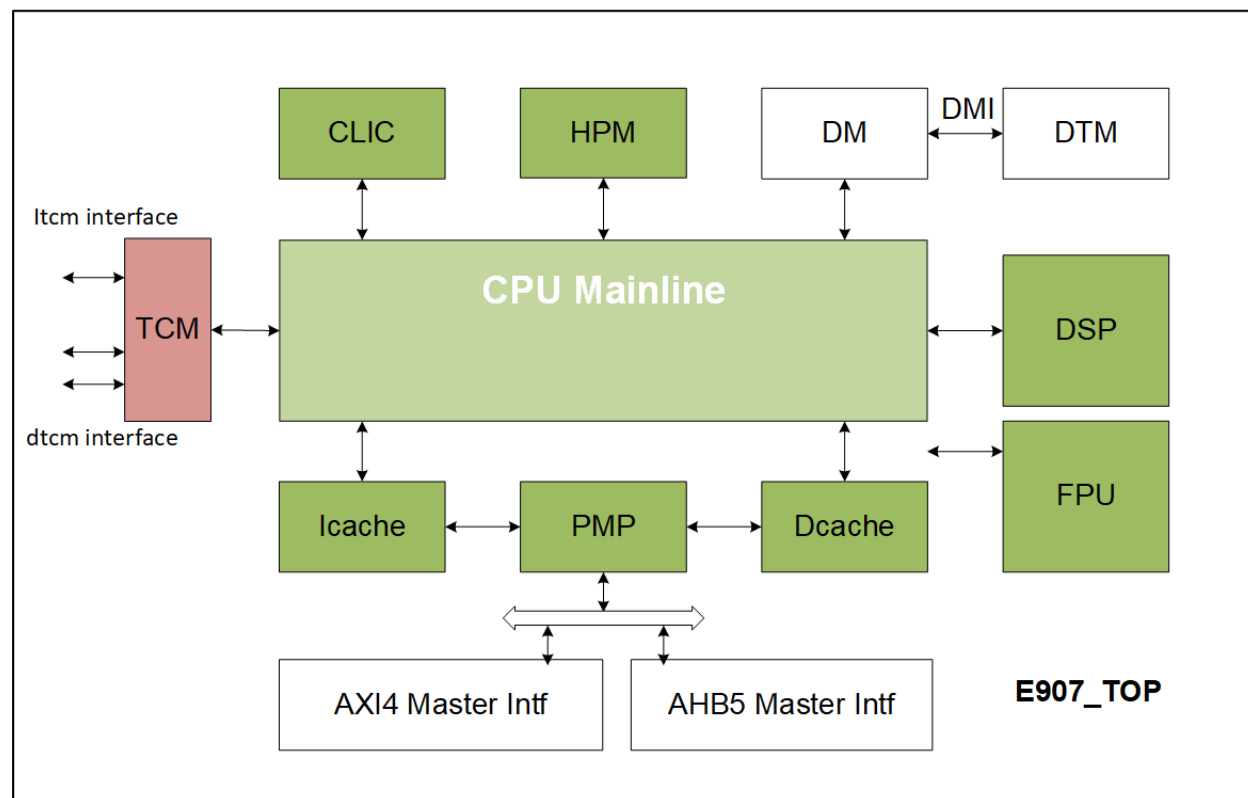 CLIC
HPM
DM
DMI
DTM
Itcm interface
TCM
CPU Mainline
DSP
dtcm interface
FPU
Icache
PMP
Dcache
AXI4 Master Intf
AHB5 Master Intf
E907_TOP